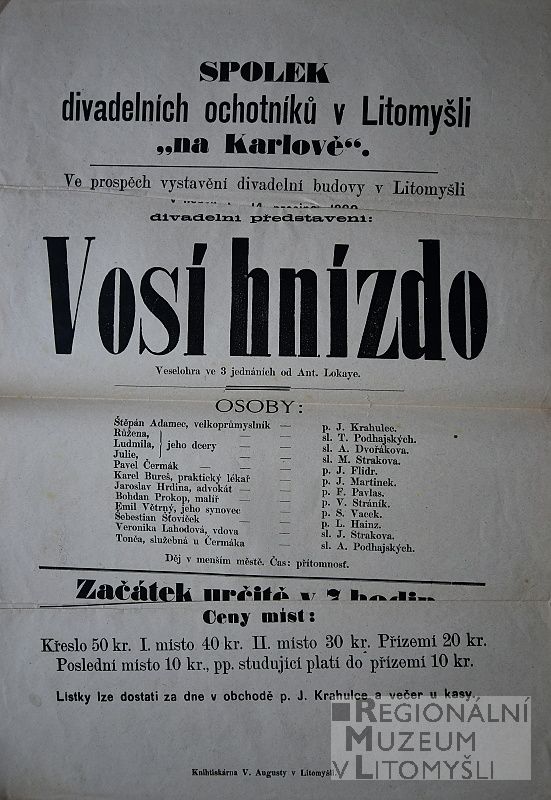 SPOLEK
divadelních ochotníků v Litomyšli
„na Karlově“.
Ve prospěch vystavění divadelní budovy v Litomyšli
divadelní představení:
Vosí hnízdo
Veselohra ve 3 jednáních od Ant. Lokaye.
OSOBY:
Štěpán Adamec, velkoprůmyslník — p. J. Krahulec.
Růžena, — sl. T. Podhajských.
Ludmila, jeho dcery — sl. A. Dvořákova.
Julie, — sl. M. Strakova.
Pavel Čermák — — p. J. Flidr.
Karel Bureš, praktický lékař — p. J. Martinek.
Jaroslav Hrdina, advokát — p. F. Pavlas.
Bohdan Prokop, malíř — p. V. Stráník.
Emil Větrný, jeho synovec — p. S. Vacek.
Šebestian Šťovíček — — p. L. Hainz.
Veronika Lahodová, vdova — sl. J. Strakova.
Tonča, služebná u Čermáka — sl. A. Podhajských.
Děj v menším městě. Čas: přítomnosť.
Začátek určitě v hodin
Ceny míst:
Křeslo 50 kr. I. místo 40 kr. II. místo 30 kr. Přízemí 20 kr.
Poslední místo 10 kr., pp. studující platí do přízemí 10 kr.
Lístky lze dostati za dne v obchodě p. J. Krahulce a večer u kasy.
REGIONÁLNÍ
MUZEUM
V LITOMYŠLI
Knihtiskárna V. Augusty v Litomyšli.